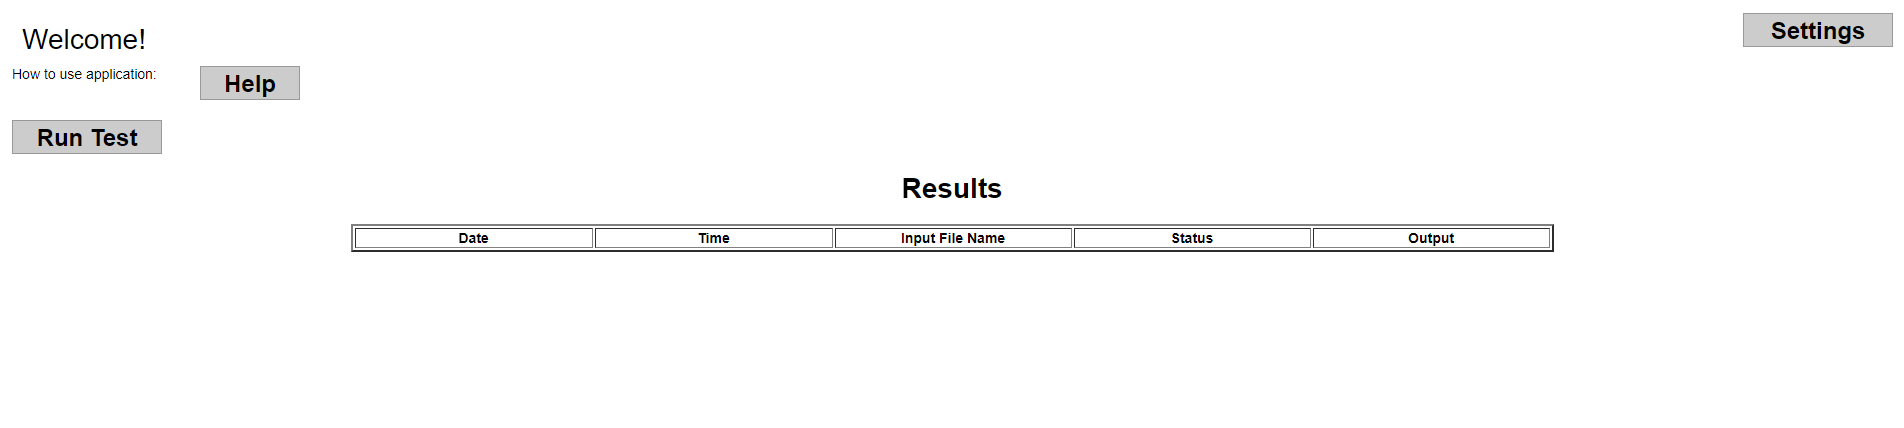 Welcome!
Settings
How to use application:
Help
Run Test
Results
Date Time Input File Name Status Output